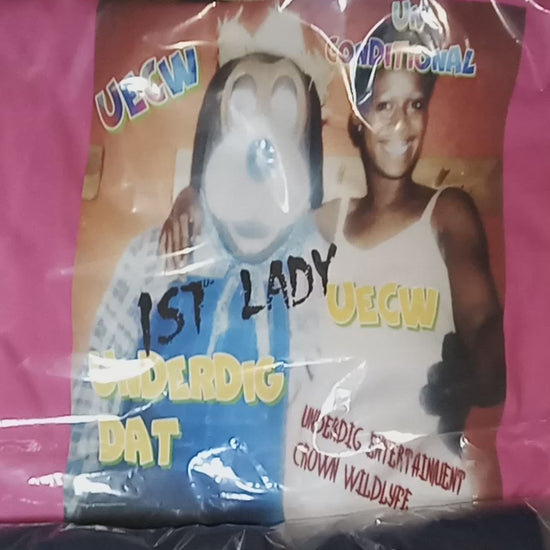 UECW
UN
CONDITIONAL
1ST LADY
UECW
UNDERDIG
DAT
UNDERDIG ENTERTAINMENT
CROWN WILDLYFE